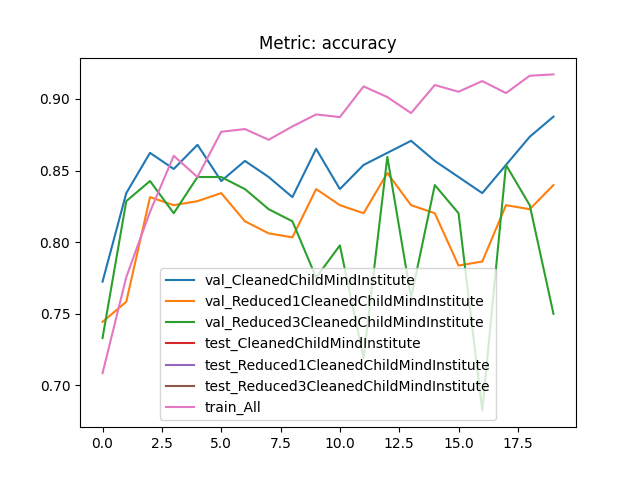 Metric: accuracy
0.90
0.85
0.80
0.75
0.70
val_CleanedChildMindInstitute
val_Reduced1CleanedChildMindInstitute
val_Reduced3CleanedChildMindInstitute
test_CleanedChildMindInstitute
test_Reduced1CleanedChildMindInstitute
test_Reduced3CleanedChildMindInstitute
train_All
0.0 2.5 5.0 7.5 10.0 12.5 15.0 17.5